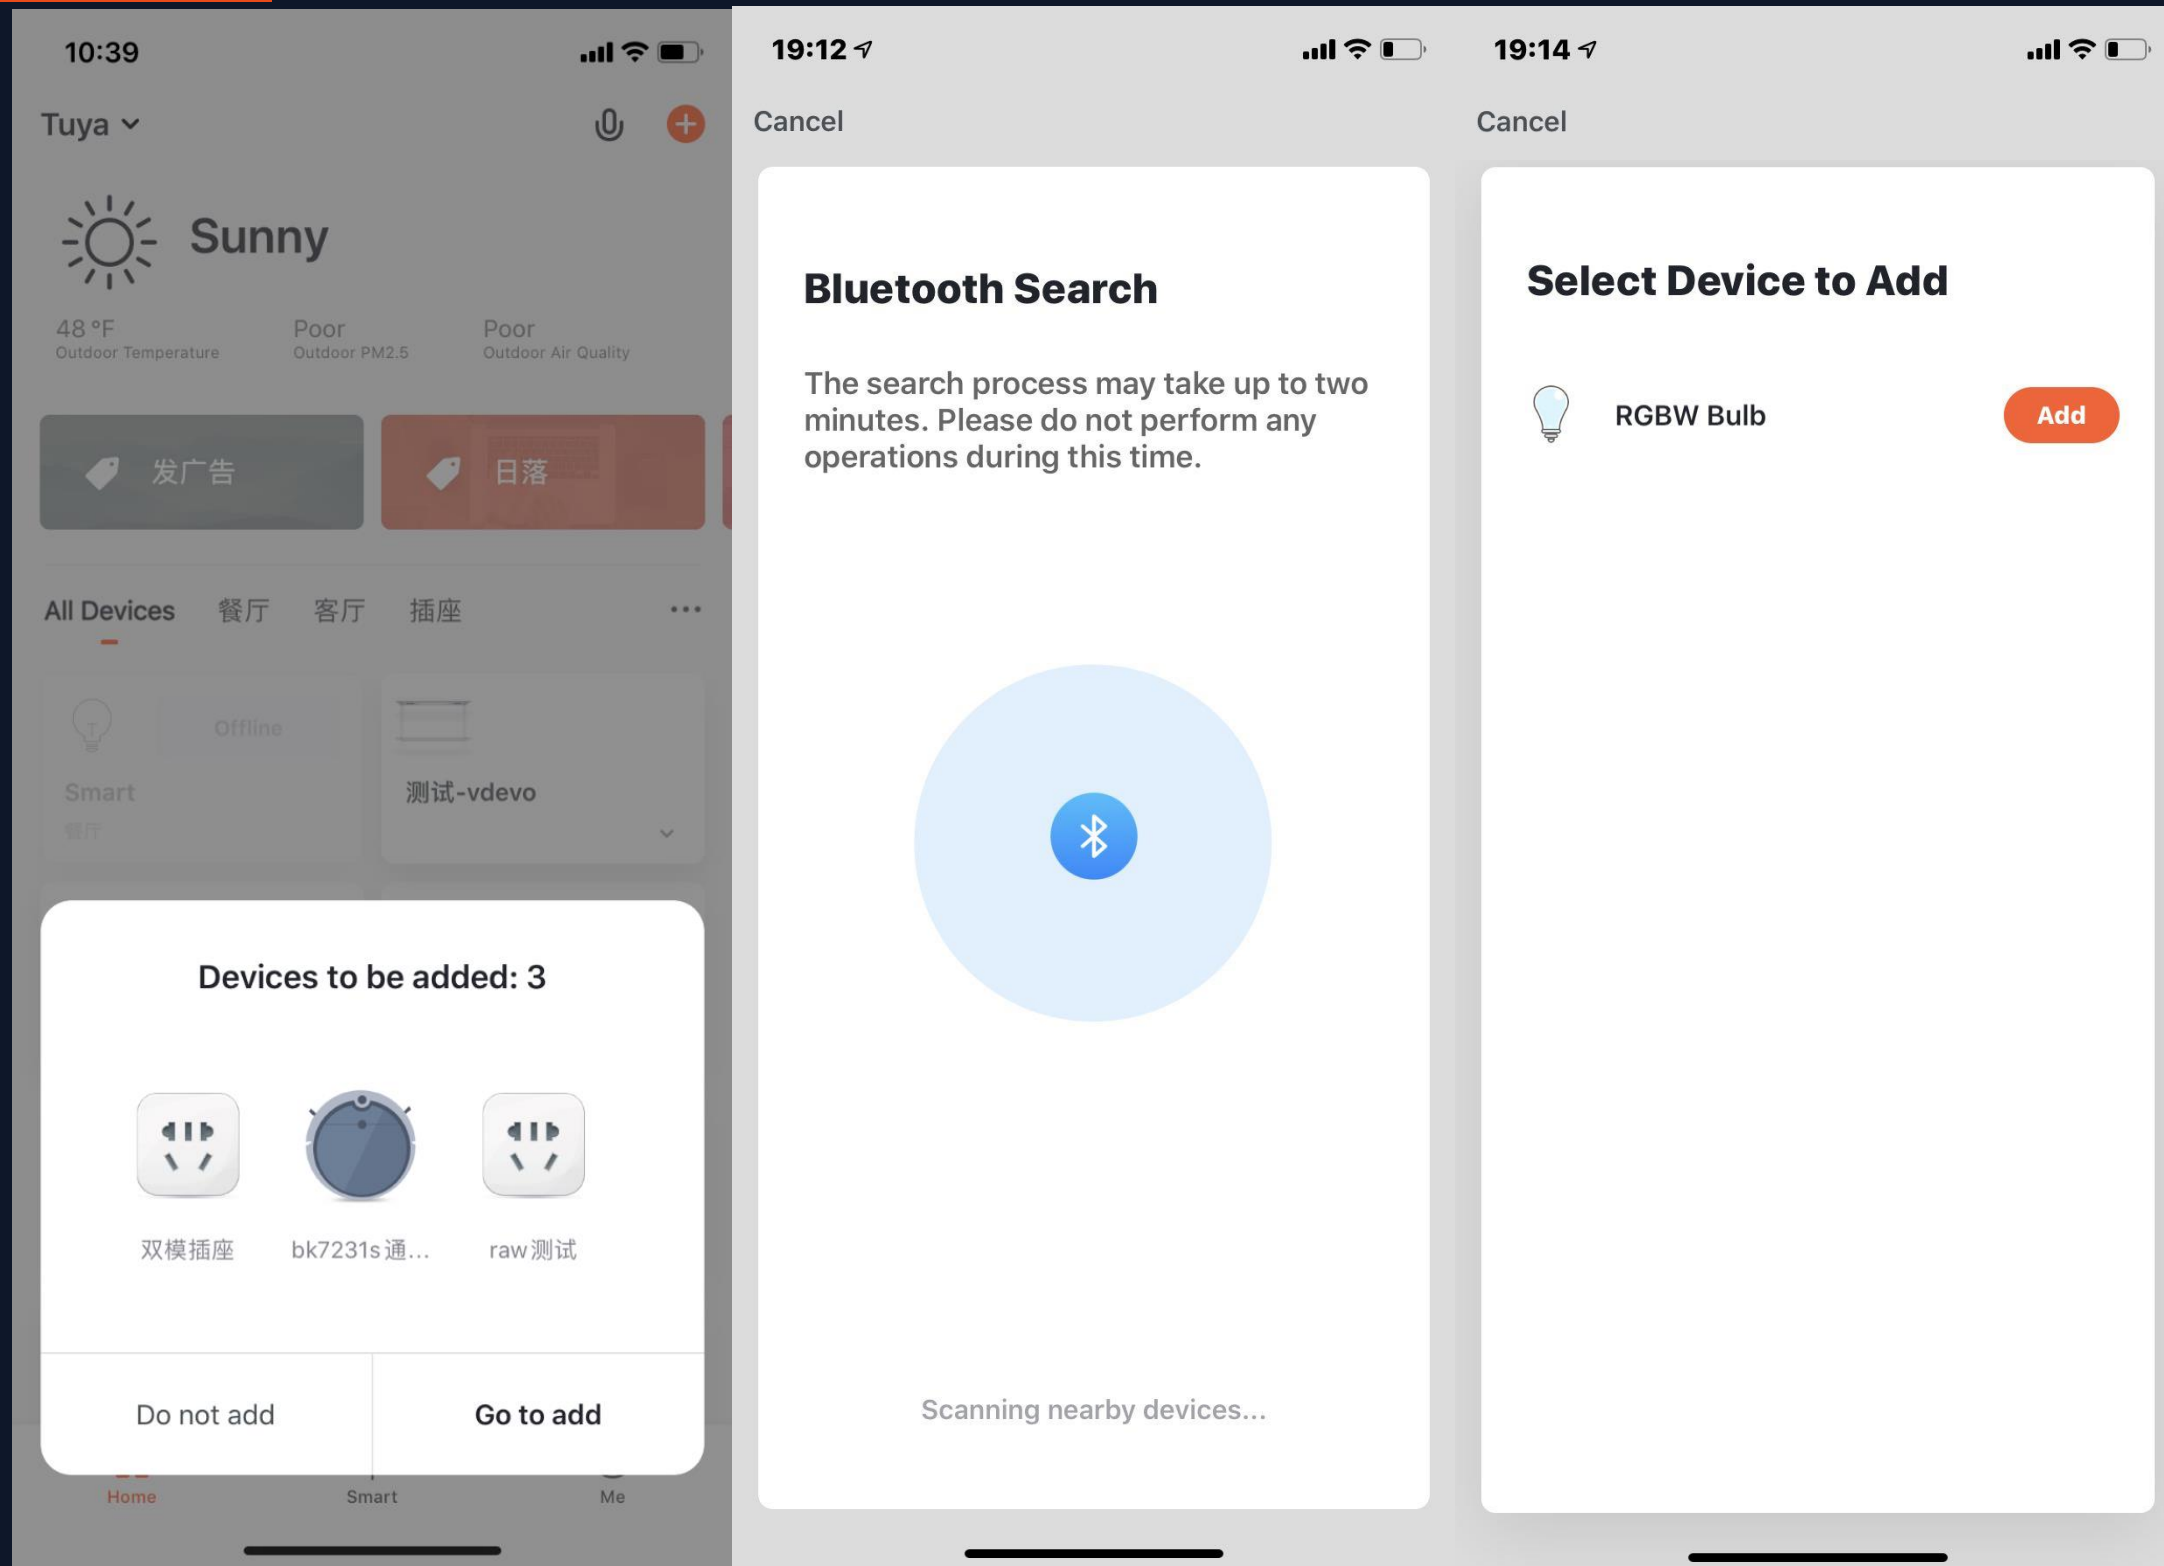 10:39
Tuya
Sunny
48 °F
Outdoor Temperature
Poor
Outdoor PM2.5
Poor
Outdoor Air Quality
发广告
日落
All Devices 餐厅 客厅 插座
Offline
Smart
餐厅
测试-vdevo
Devices to be added: 3
双模插座
bk7231s通...
raw测试
Do not add
Go to add
Home
Smart
Me
19:12
Cancel
Bluetooth Search
The search process may take up to two
minutes. Please do not perform any
operations during this time.
Scanning nearby devices...
19:14
Cancel
Select Device to Add
RGBW Bulb
Add